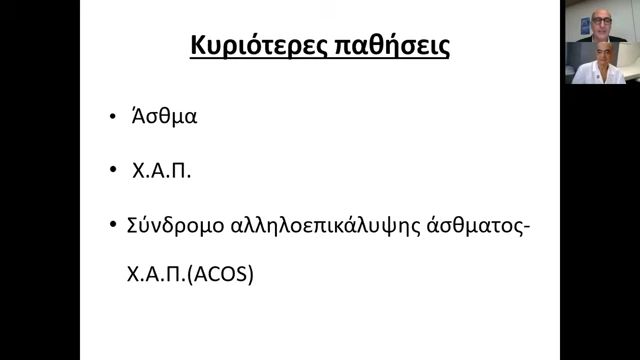 Κυριότερες παθήσεις
• Άσθμα
• Χ.Α.Π.
• Σύνδρομο αλληλοεπικάλυψης άσθματος-
Χ.Α.Π.(ACOS)